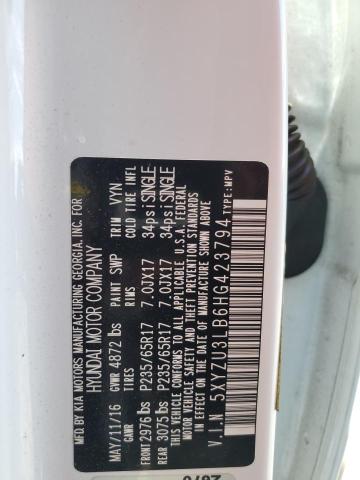 MFD BY KIA MOTORS MANUFACTURING GEORGIA, INC. FOR
HYUNDAI MOTOR COMPANY
MAY/11/16 GVWR 4872 lbs PAINT SWP TRIM VYN
GAWR TIRES RIMS COLD TIRE INFL
FRONT 2976 lbs P235/65R17 7.0JX17 34psi SINGLE
REAR 3075 lbs P235/65R17 7.0JX17 34psi SINGLE
THIS VEHICLE CONFORMS TO ALL APPLICABLE U.S.A. FEDERAL
MOTOR VEHICLE SAFETY AND THEFT PREVENTION STANDARDS
IN EFFECT ON THE DATE OF MANUFACTURE SHOWN ABOVE.
V.I.N: 5XYZU3LB6HG423794 TYPE:MPV